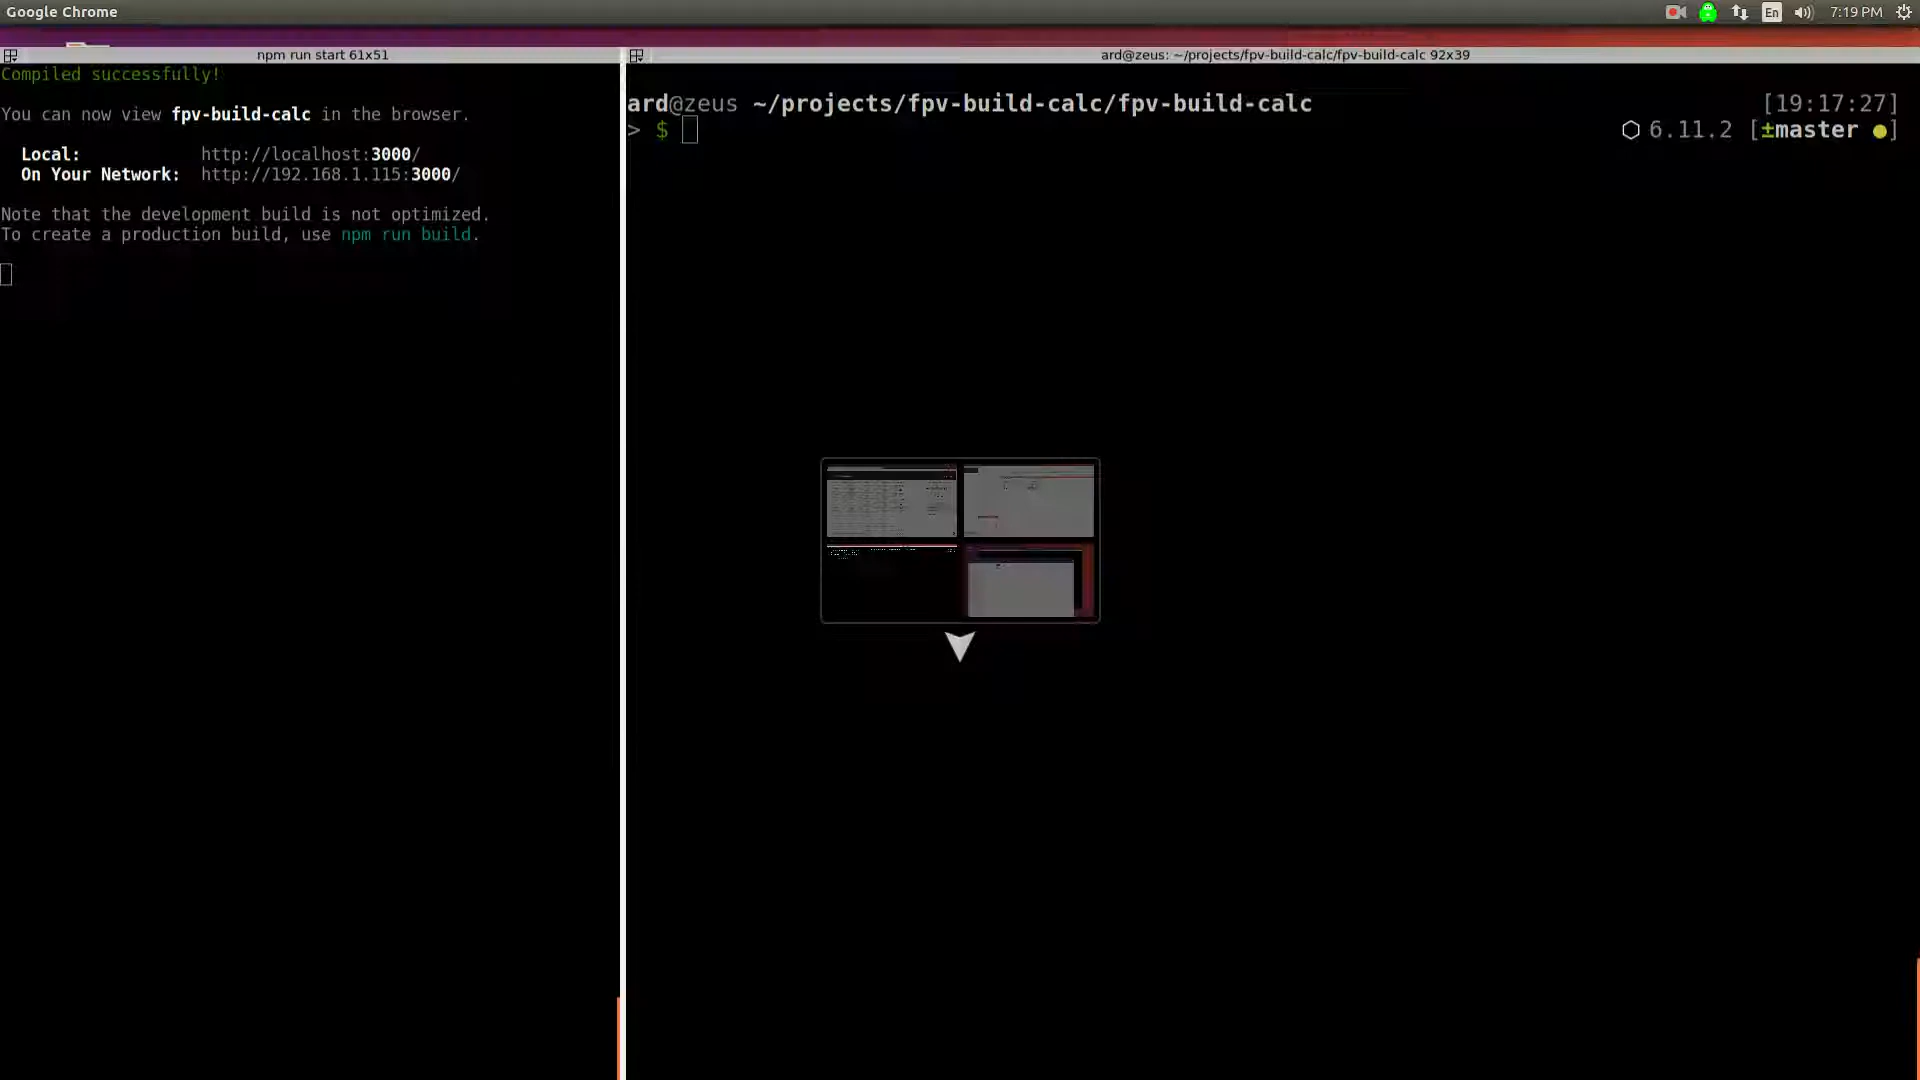 Google Chrome
En
7:19 PM
npm run start 61x51
Compiled successfully!
You can now view fpv-build-calc in the browser.
Local: http://localhost:3000/
On Your Network: http://192.168.1.115:3000/
Note that the development build is not optimized.
To create a production build, use npm run build.
ard@zeus: ~/projects/fpv-build-calc/fpv-build-calc 92x39
ard@zeus ~/projects/fpv-build-calc/fpv-build-calc [19:17:27]
> $ ⬡ 6.11.2 [±master ●]